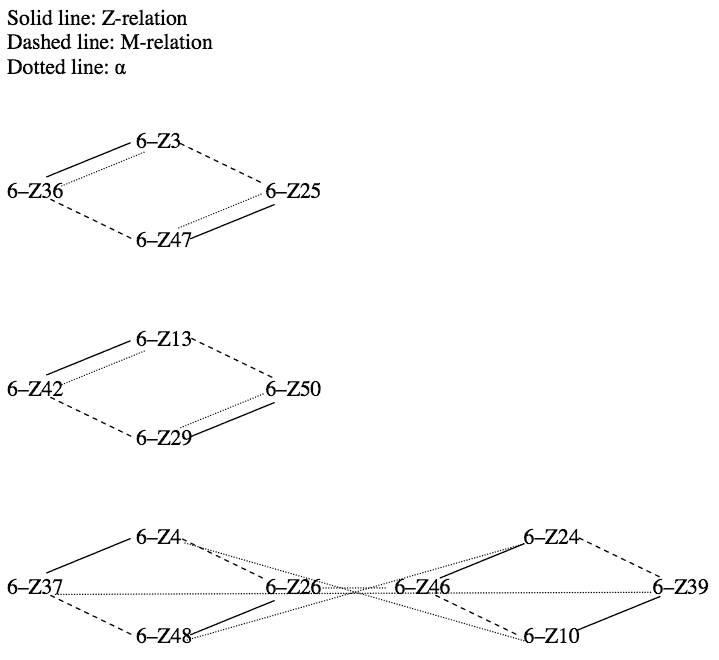 Solid line: Z-relation
Dashed line: M-relation
Dotted line: α
6–Z3
6–Z36
6–Z25
6–Z47
6–Z13
6–Z42
6–Z50
6–Z29
6–Z4
6–Z24
6–Z37
6–Z26
6–Z46
6–Z39
6–Z48
6–Z10